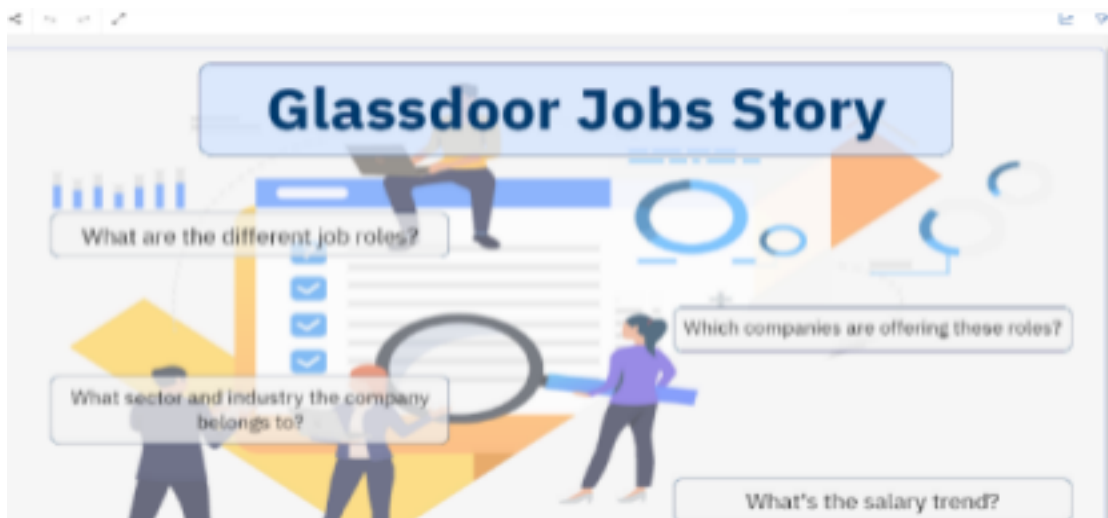 Glassdoor Jobs Story
What are the different job roles?
Which companies are offering these roles?
What sector and industry the company
belongs to?
What's the salary trend?